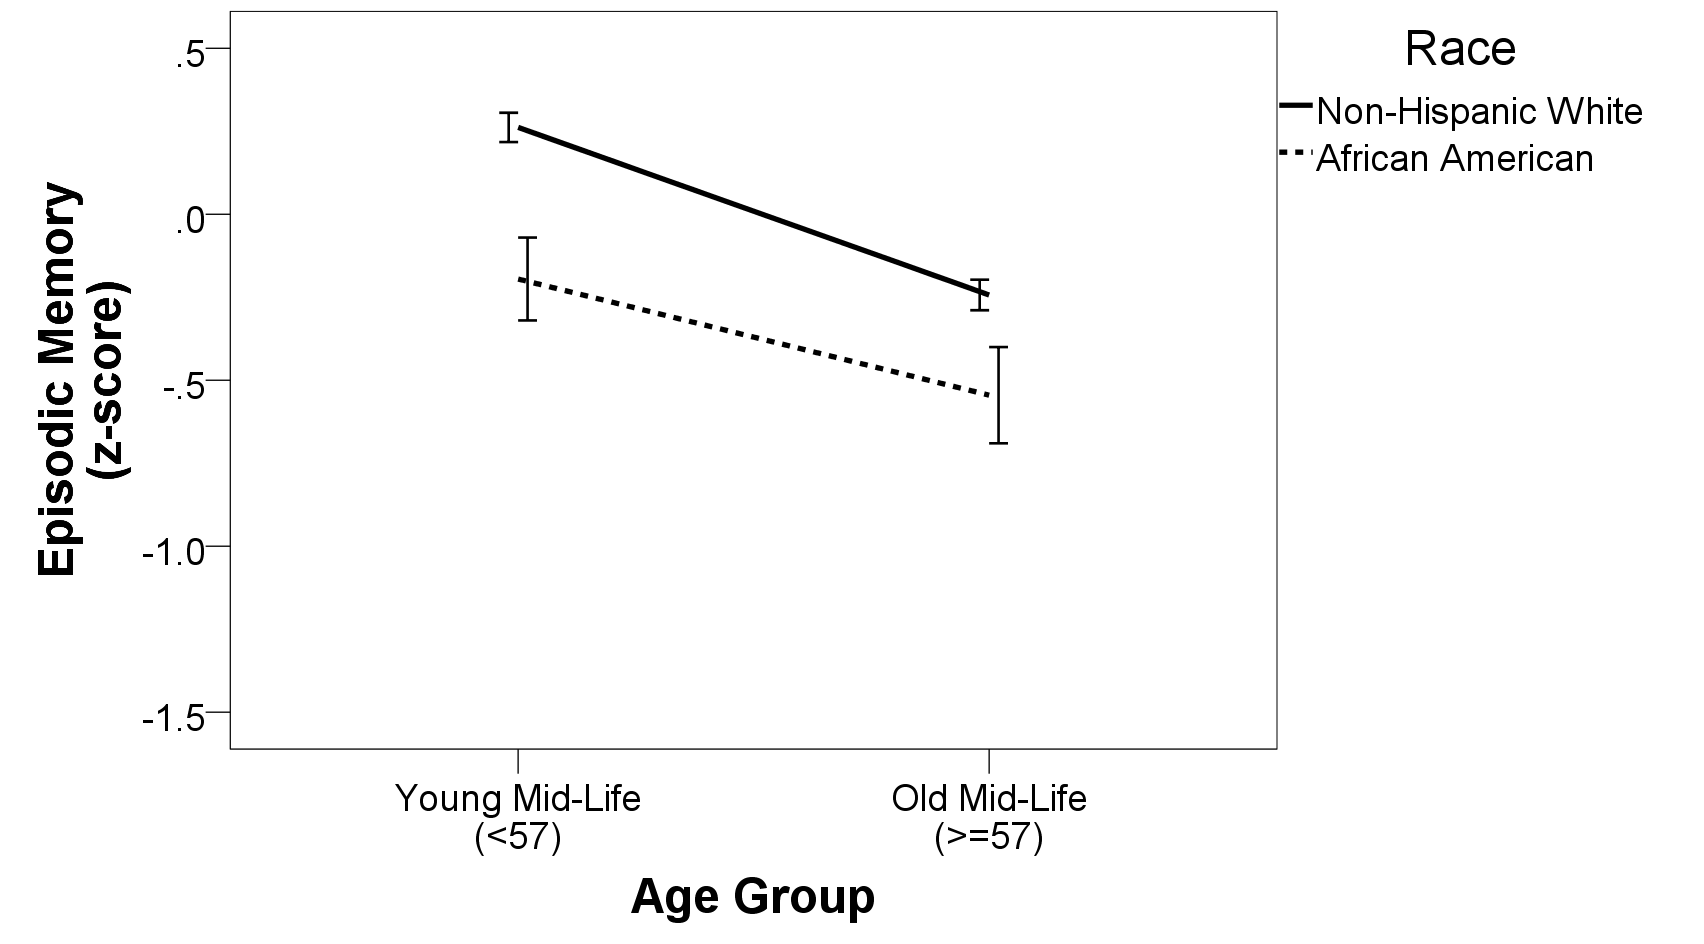 Race
Non-Hispanic White
African American
Episodic Memory
(z-score)
.5
.0
-.5
-1.0
-1.5
Young Mid-Life
(<57)
Old Mid-Life
(>=57)
Age Group